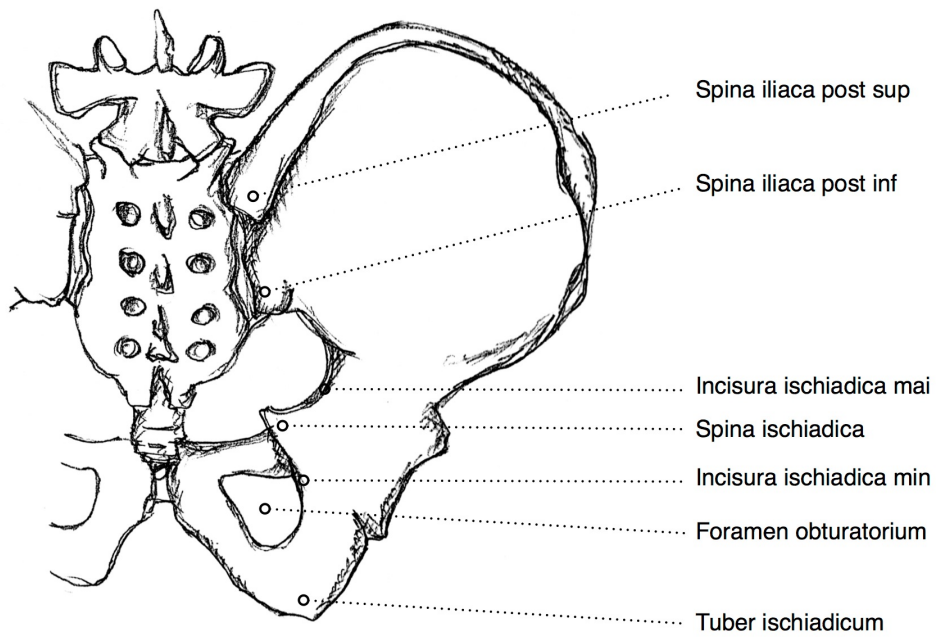 Spina iliaca post sup
Spina iliaca post inf
Incisura ischiadica mai
Spina ischiadica
Incisura ischiadica min
Foramen obturatorium
Tuber ischiadicum